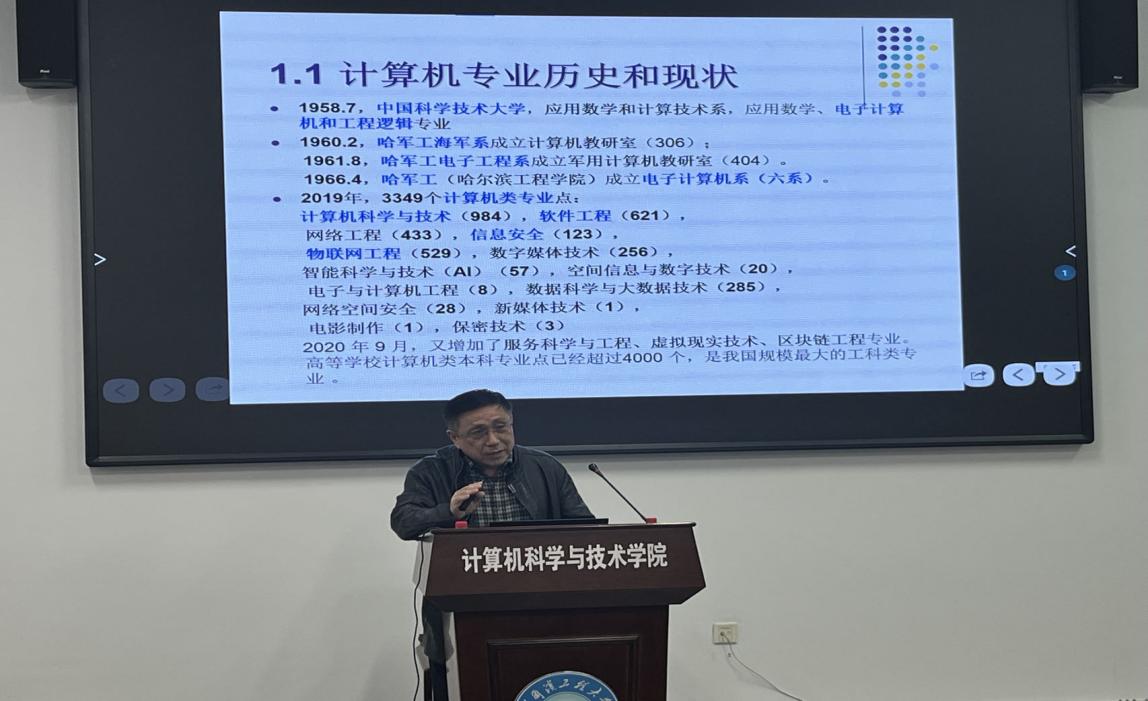 1.1 计算机专业历史和现状
1958.7，中国科学技术大学，应用数学和计算技术系，应用数学、电子计算
机和工程逻辑专业
1960.2，哈军工海军系成立计算机教研室（306）；
1961.8，哈军工电子工程系成立军用计算机教研室（404）。
1966.4，哈军工（哈尔滨工程学院）成立电子计算机系（六系）。
2019年，3349个计算机类专业点：
计算机科学与技术（984），软件工程（621），
网络工程（433），信息安全（123），
物联网工程（529），数字媒体技术（256），
智能科学与技术（AI）（57），空间信息与数字技术（20），
电子与计算机工程（8），数据科学与大数据技术（285），
网络空间安全（28），新媒体技术（1），
电影制作（1），保密技术（3）
2020 年 9 月，又增加了服务科学与工程、虚拟现实技术、区块链工程专业。
高等学校计算机类本科专业点已经超过4000 个，是我国规模最大的工科类专
业 。
1
计算机科学与技术学院